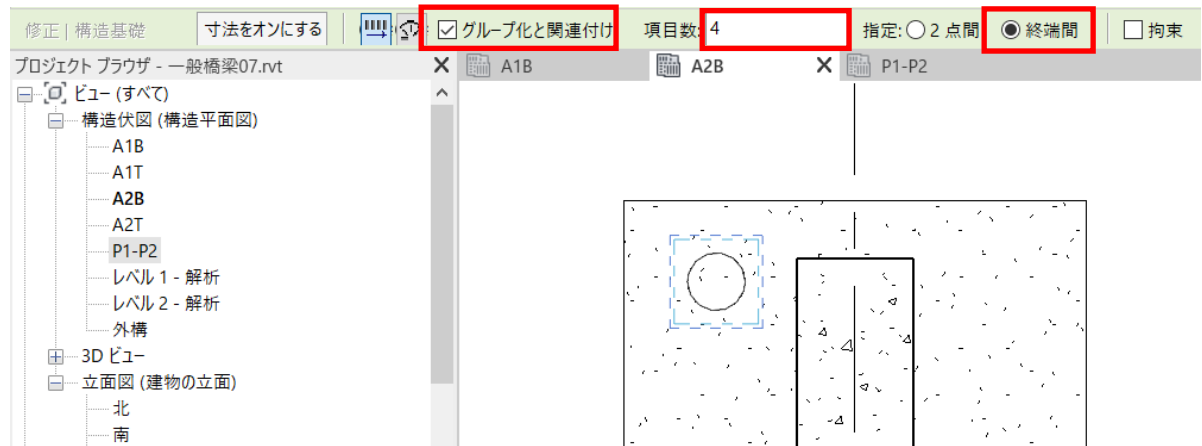 修正 | 構造基礎 寸法をオンにする グループ化と関連付け 項目数: 4 指定: 2 点間 終端間 拘束
プロジェクト ブラウザ - 一般橋梁07.rvt
A1B A2B P1-P2
ビュー (すべて)
構造伏図 (構造平面図)
A1B
A1T
A2B
A2T
P1-P2
レベル 1 - 解析
レベル 2 - 解析
外構
3D ビュー
立面図 (建物の立面)
北
南